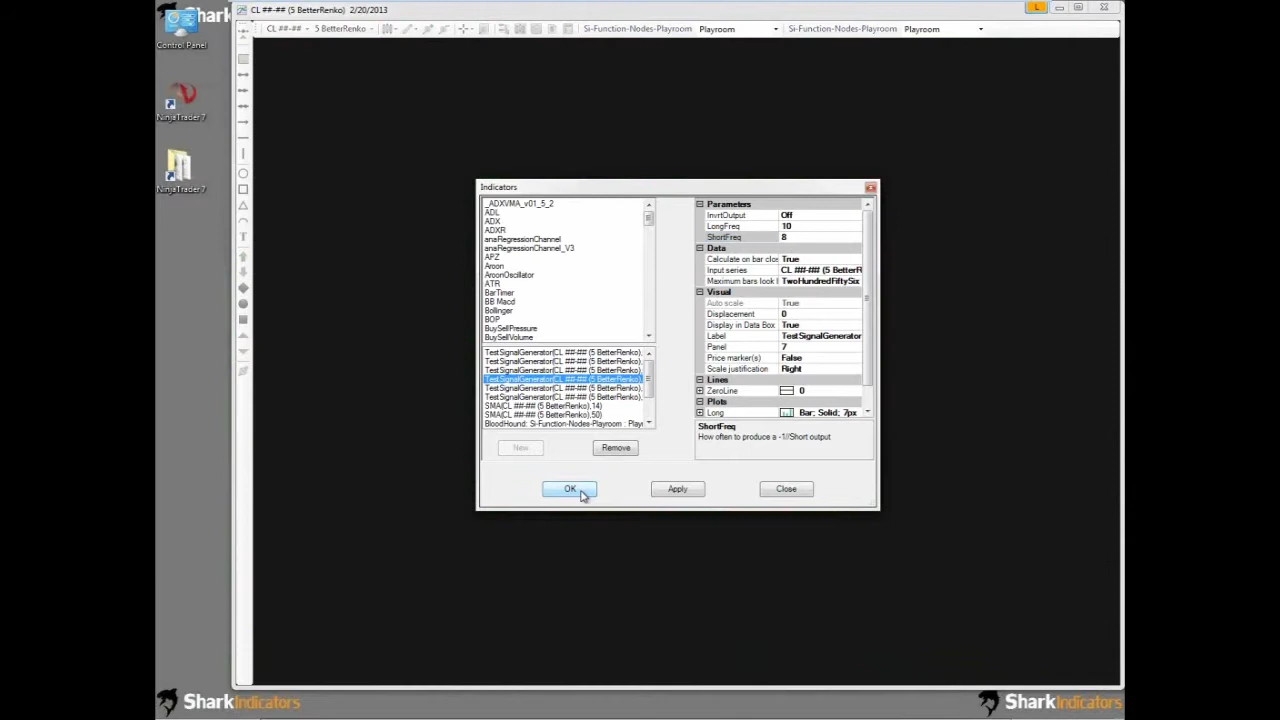 CL ##-## (5 BetterRenko) 2/20/2013
L
Shark
Control Panel
CL ##-## 5 BetterRenko
Si-Function-Nodes-Playroom Playroom
Si-Function-Nodes-Playroom Playroom
NinjaTrader 7
NinjaTrader 7
Indicators
_ADXVMA_v01_5_2
ADL
ADX
ADXR
anaRegressionChannel
anaRegressionChannel_V3
APZ
Aroon
AroonOscillator
ATR
BarTimer
BB Macd
Bollinger
BOP
BuySellPressure
BuySellVolume
TestSignalGenerator(CL ##-## (5 BetterRenko),
TestSignalGenerator(CL ##-## (5 BetterRenko),
TestSignalGenerator(CL ##-## (5 BetterRenko),
TestSignalGenerator(CL ##-## (5 BetterRenko),
TestSignalGenerator(CL ##-## (5 BetterRenko),
TestSignalGenerator(CL ##-## (5 BetterRenko),
SMA(CL ##-## (5 BetterRenko),14)
SMA(CL ##-## (5 BetterRenko),50)
BloodHound: Si-Function-Nodes-Playroom : Playr
New
Remove
Parameters
InvrtOutput Off
LongFreq 10
ShortFreq 8
Data
Calculate on bar clos True
Input series CL ##-## (5 BetterR
Maximum bars look l TwoHundredFiftySix
Visual
Auto scale True
Displacement 0
Display in Data Box True
Label TestSignalGenerator
Panel 7
Price marker(s) False
Scale justification Right
Lines
ZeroLine 0
Plots
Long Bar; Solid; 7px
ShortFreq
How often to produce a -1//Short output
OK
Apply
Close
SharkIndicators
SharkIndicators